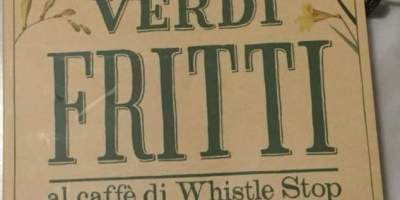 VERDI
FRITTI
al caffè di Whistle Stop